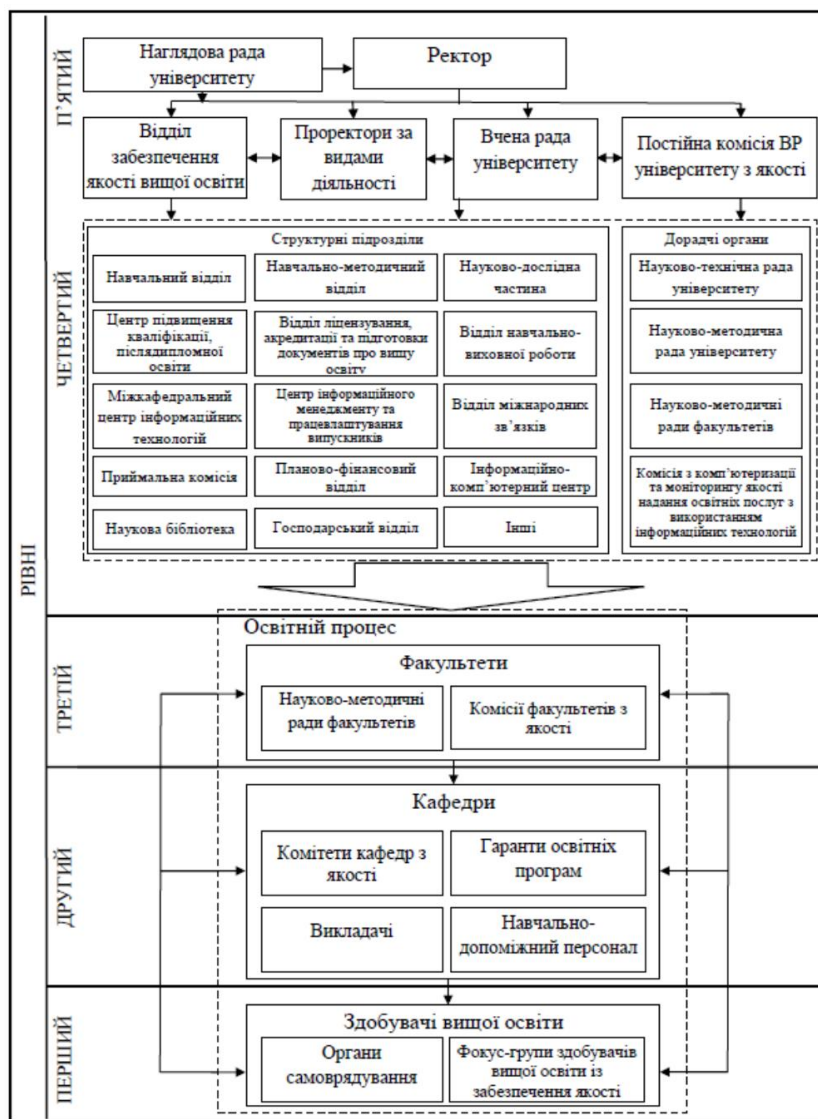 РІВНІ
П’ЯТИЙ
Наглядова рада
університету
Ректор
Відділ
забезпечення
якості вищої освіти
Проректори за
видами
діяльності
Вчена рада
університету
Постійна комісія ВР
університету з якості
ЧЕТВЕРТИЙ
Структурні підрозділи
Навчальний відділ
Навчально-методичний
відділ
Науково-дослідна
частина
Центр підвищення
кваліфікації,
післядипломної
освіти
Відділ ліцензування,
акредитації та підготовки
документів про вищу
освіту
Відділ навчально-
виховної роботи
Міжкафедральний
центр інформаційних
технологій
Центр інформаційного
менеджменту та
працевлаштування
випускників
Відділ міжнародних
зв’язків
Приймальна комісія
Планово-фінансовий
відділ
Інформаційно-
комп’ютерний центр
Наукова бібліотека
Господарський відділ
Інші
Дорадчі органи
Науково-технічна рада
університету
Науково-методична
рада університету
Науково-методичні
ради факультетів
Комісія з комп’ютеризації
та моніторингу якості
надання освітніх послуг з
використанням
інформаційних технологій
Освітній процес
ТРЕТІЙ
Факультети
Науково-методичні
ради факультетів
Комісії факультетів з
якості
ДРУГИЙ
Кафедри
Комітети кафедр з
якості
Гаранти освітніх
програм
Викладачі
Навчально-
допоміжний персонал
ПЕРШИЙ
Здобувачі вищої освіти
Органи
самоврядування
Фокус-групи здобувачів
вищої освіти із
забезпечення якості